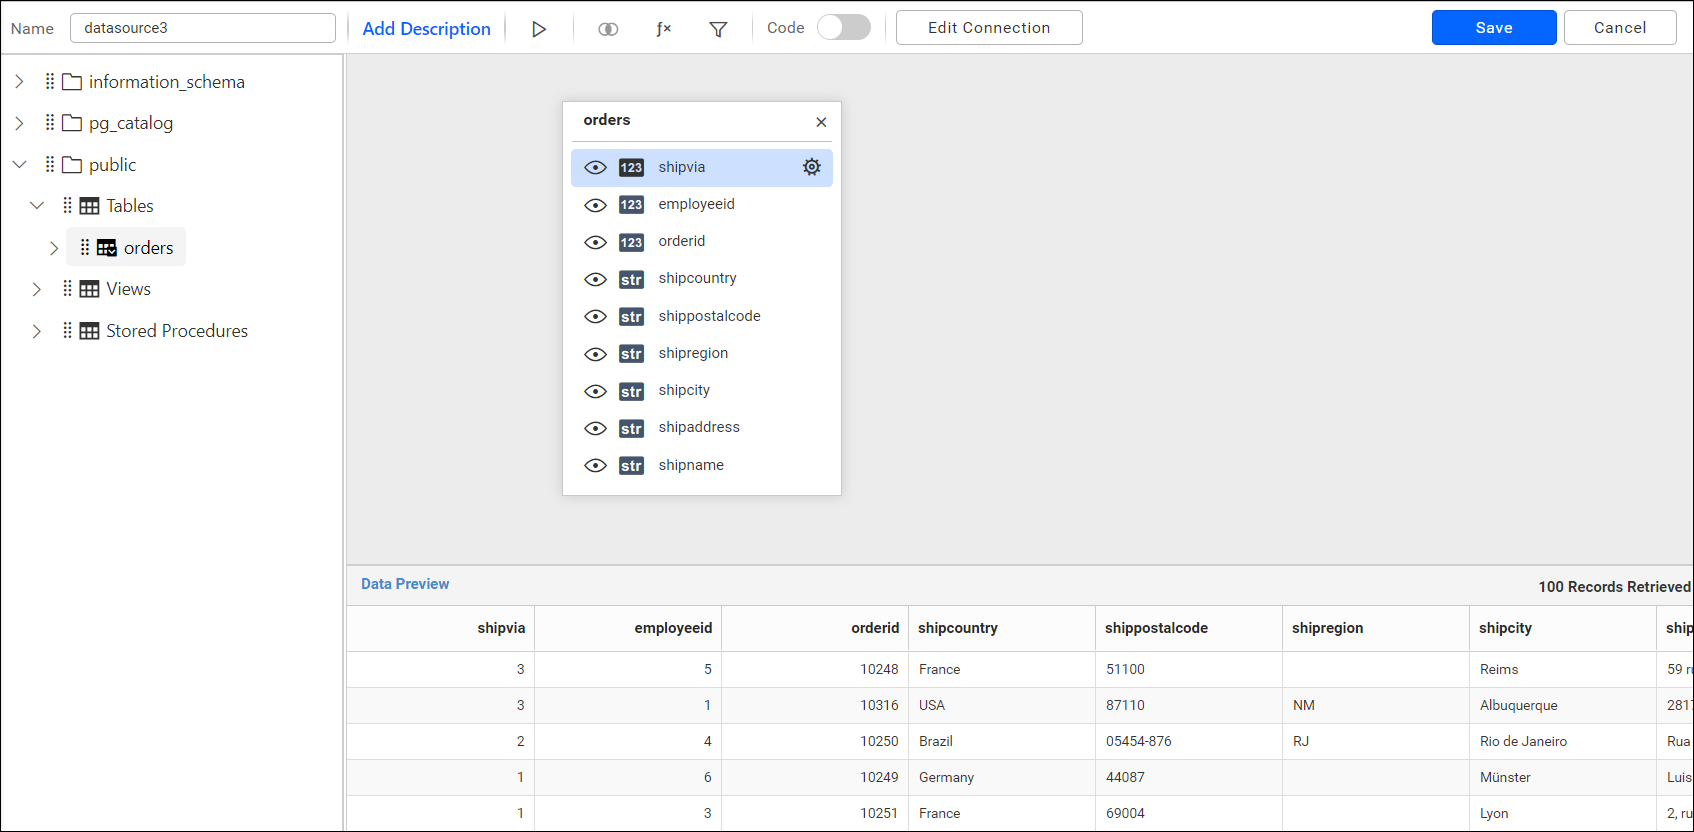 Name datasource3 Add Description ƒx Code Edit Connection Save Cancel
information_schema
pg_catalog
public
Tables
orders
Views
Stored Procedures
orders
123 shipvia
123 employeeid
123 orderid
str shipcountry
str shippostalcode
str shipregion
str shipcity
str shipaddress
str shipname
Data Preview 100 Records Retrieved
shipvia employeeid orderid shipcountry shippostalcode shipregion shipcity ship
3 5 10248 France 51100 Reims 59
3 1 10316 USA 87110 NM Albuquerque 2817
2 4 10250 Brazil 05454-876 RJ Rio de Janeiro Rua
1 6 10249 Germany 44087 Münster Luis
1 3 10251 France 69004 Lyon 2, ru